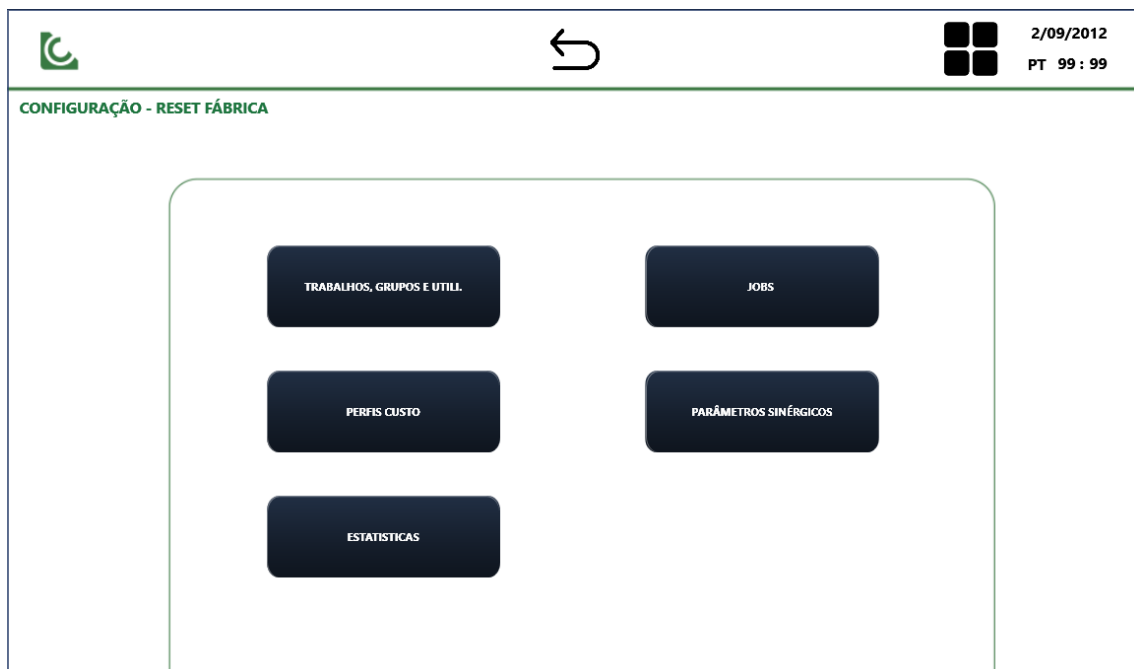 2/09/2012
PT 99 : 99
CONFIGURAÇÃO - RESET FÁBRICA
TRABALHOS, GRUPOS E UTILI.
JOBS
PERFIS CUSTO
PARÂMETROS SINÉRGICOS
ESTATISTICAS